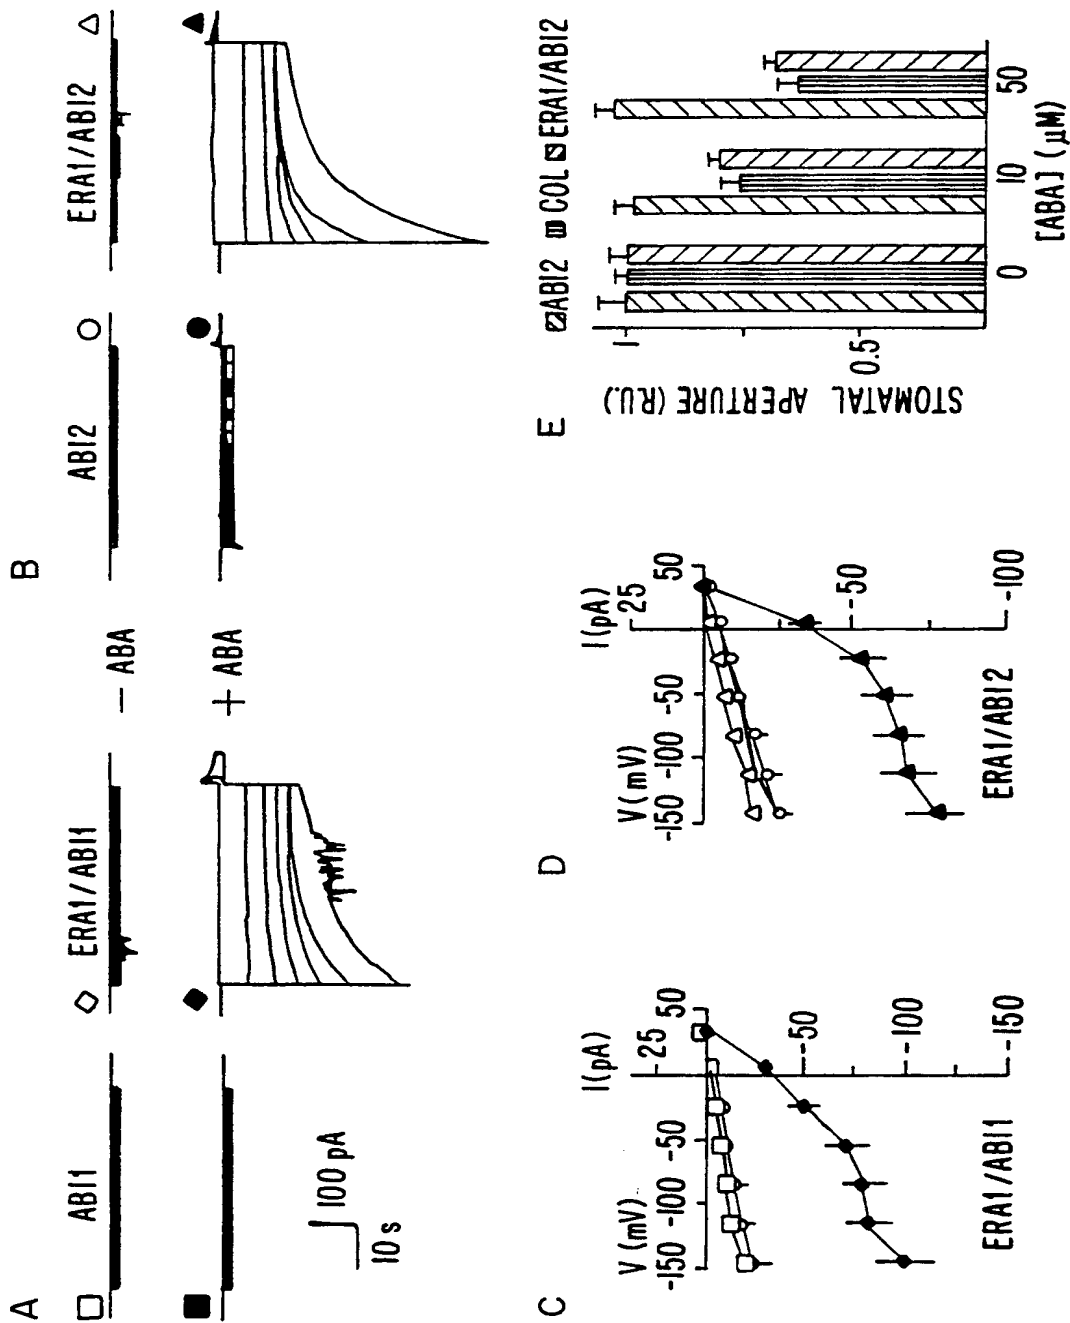 A
ABI1
ERA1/ABI1
− ABA
+ ABA
100 pA
10 s
B
ABI2
ERA1/ABI2
C
V (mV)
I (pA)
-150 -100 -50 50
25
-50
-100
-150
ERA1/ABI1
D
V (mV)
I (pA)
-150 -100 -50 50
25
-50
-100
ERA1/ABI2
E
ABI2 COL ERA1/ABI2
STOMATAL APERTURE (R.U.)
1
0.5
0 10 50
[ABA] (µM)